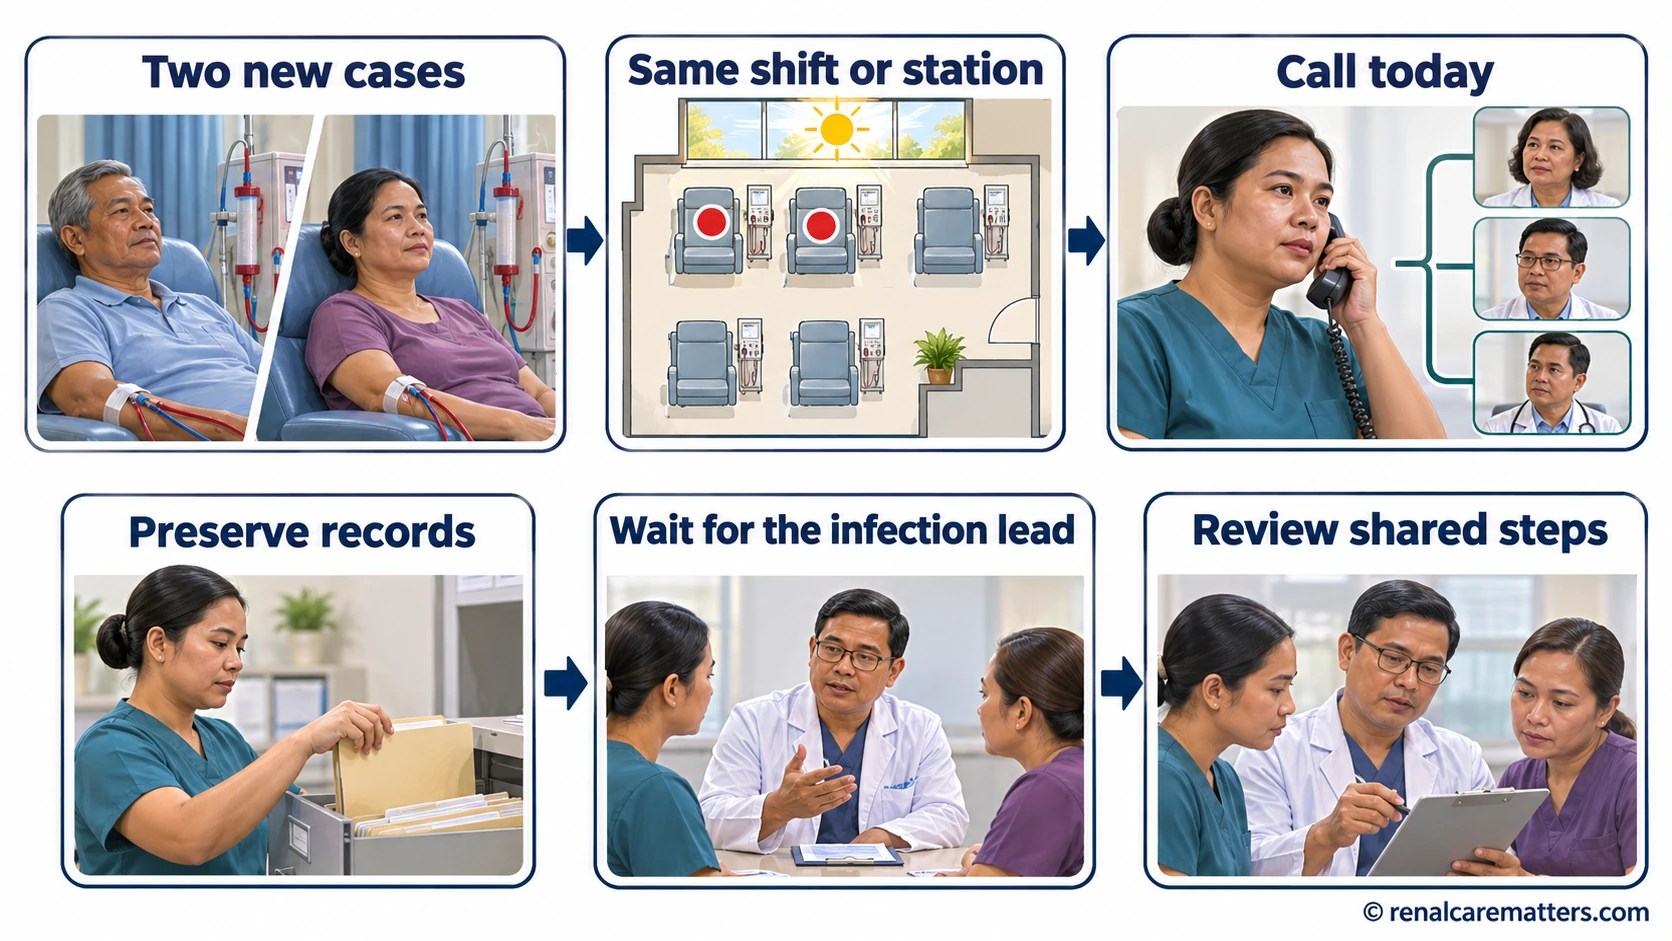 Two new cases
Same shift or station
Call today
Preserve records
Wait for the infection lead
Review shared steps
© renalcarematters.com